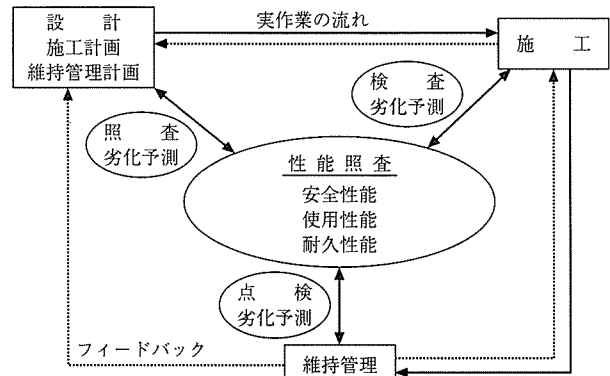 設計
施工計画
維持管理計画
実作業の流れ
施工
検査
劣化予測
照査
劣化予測
性能照査
安全性能
使用性能
耐久性能
点検
劣化予測
フィードバック
維持管理